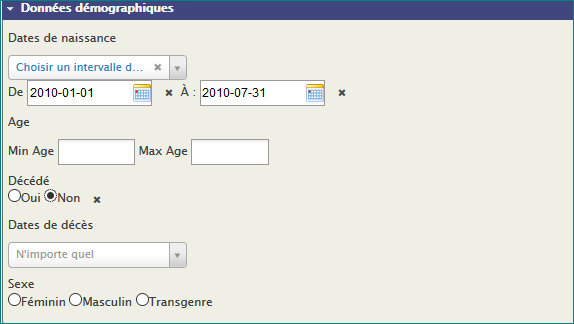 Données démographiques
Dates de naissance
Choisir un intervalle d...
De 2010-01-01 À : 2010-07-31
Age
Min Age Max Age
Décédé
Oui Non
Dates de décès
N'importe quel
Sexe
Féminin Masculin Transgenre